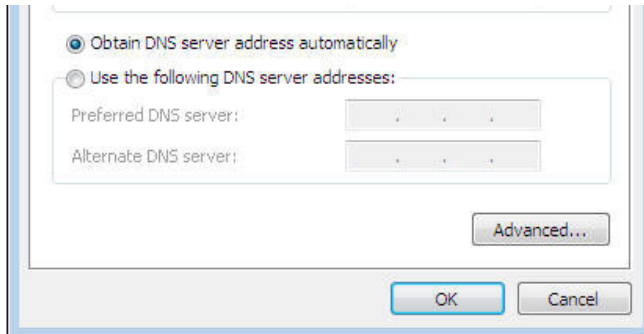 Obtain DNS server address automatically
Use the following DNS server addresses:
Preferred DNS server:
. . .
Alternate DNS server:
. . .
Advanced...
OK Cancel